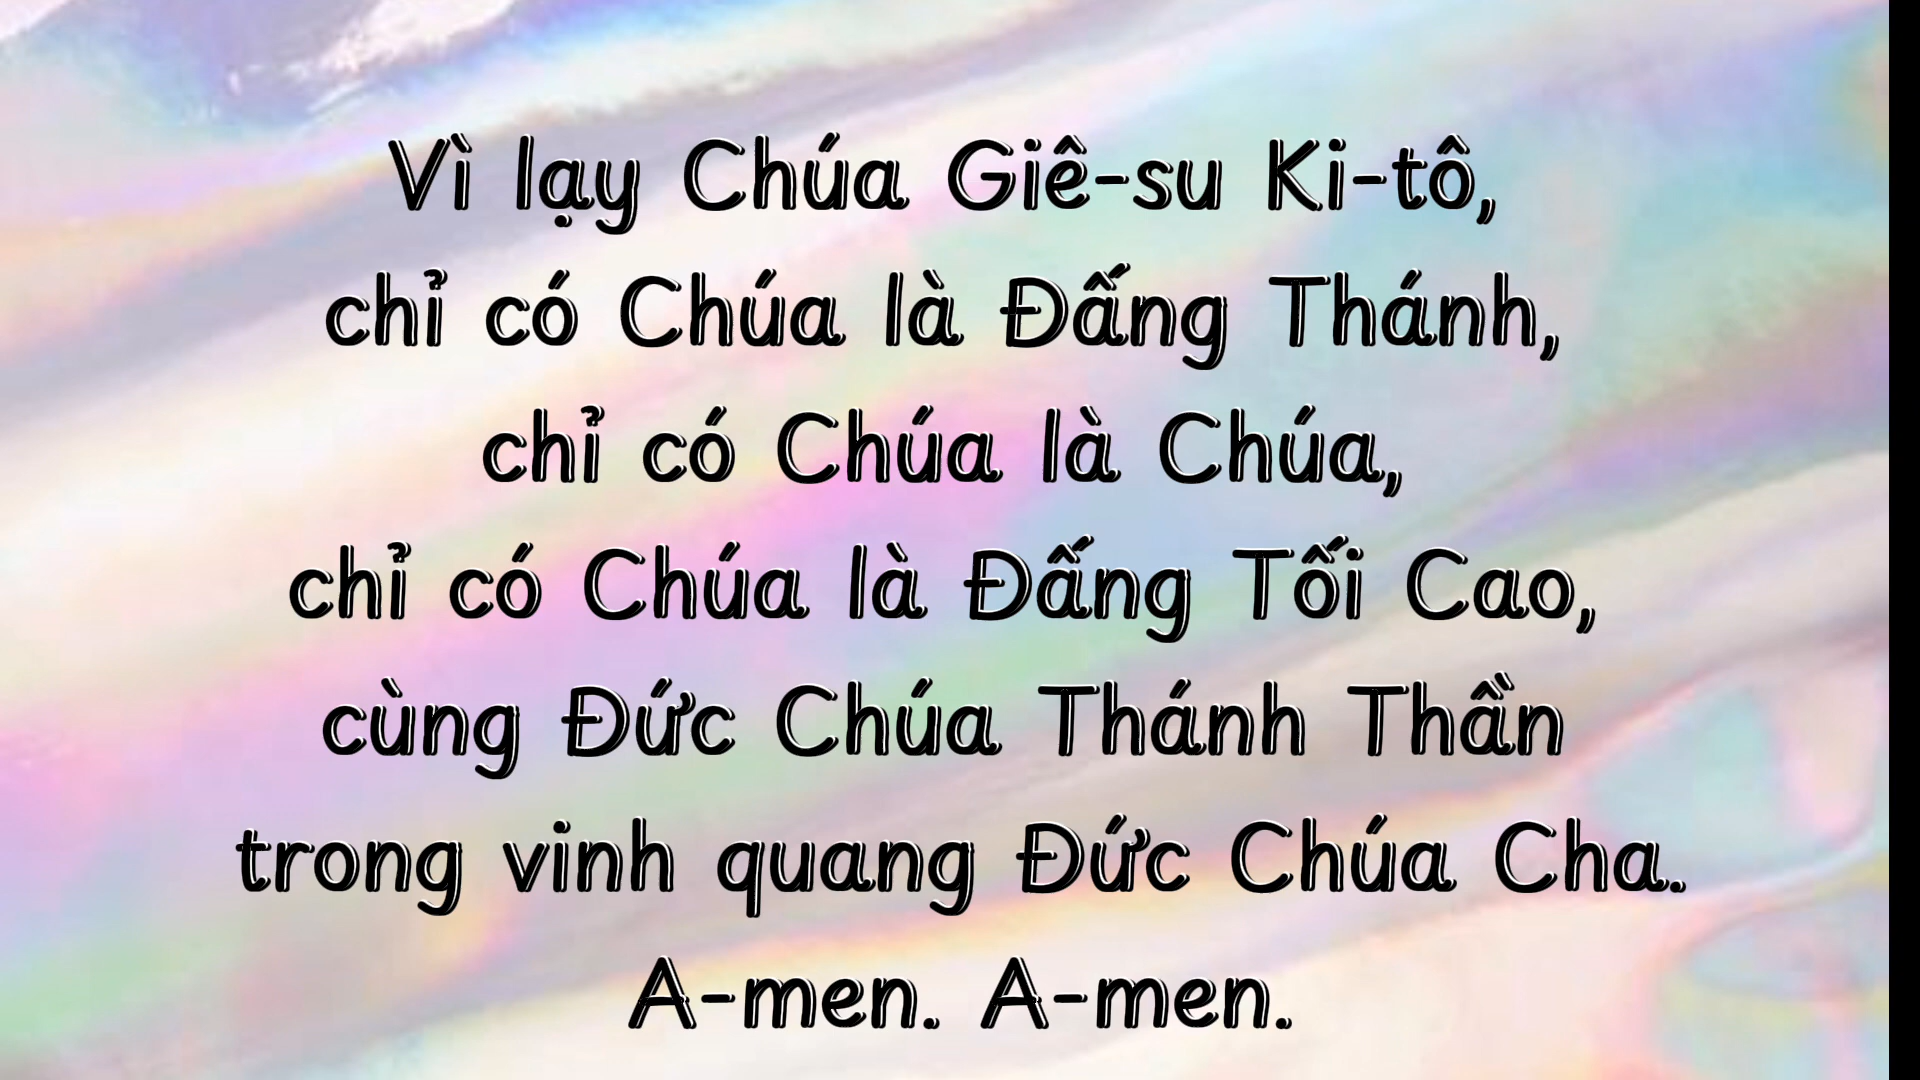 Vì lạy Chúa Giê-su Ki-tô,
chỉ có Chúa là Đấng Thánh,
chỉ có Chúa là Chúa,
chỉ có Chúa là Đấng Tối Cao,
cùng Đức Chúa Thánh Thần
trong vinh quang Đức Chúa Cha.
A-men. A-men.